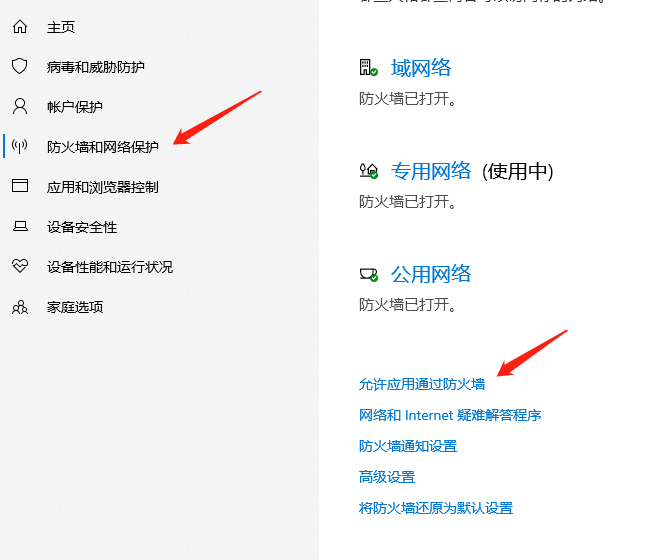 主页
病毒和威胁防护
帐户保护
防火墙和网络保护
应用和浏览器控制
设备安全性
设备性能和运行状况
家庭选项
域网络
防火墙已打开。
专用网络 (使用中)
防火墙已打开。
公用网络
防火墙已打开。
允许应用通过防火墙
网络和 Internet 疑难解答程序
防火墙通知设置
高级设置
将防火墙还原为默认设置